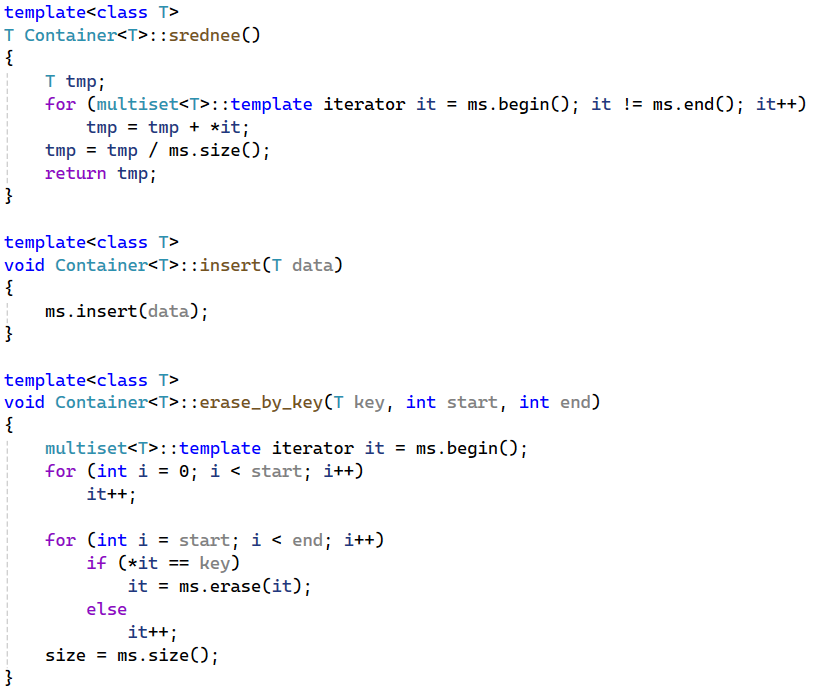 template<class T>
T Container<T>::srednee()
{
    T tmp;
    for (multiset<T>::template iterator it = ms.begin(); it != ms.end(); it++)
        tmp = tmp + *it;
    tmp = tmp / ms.size();
    return tmp;
}

template<class T>
void Container<T>::insert(T data)
{
    ms.insert(data);
}

template<class T>
void Container<T>::erase_by_key(T key, int start, int end)
{
    multiset<T>::template iterator it = ms.begin();
    for (int i = 0; i < start; i++)
        it++;

    for (int i = start; i < end; i++)
        if (*it == key)
            it = ms.erase(it);
        else
            it++;
    size = ms.size();
}